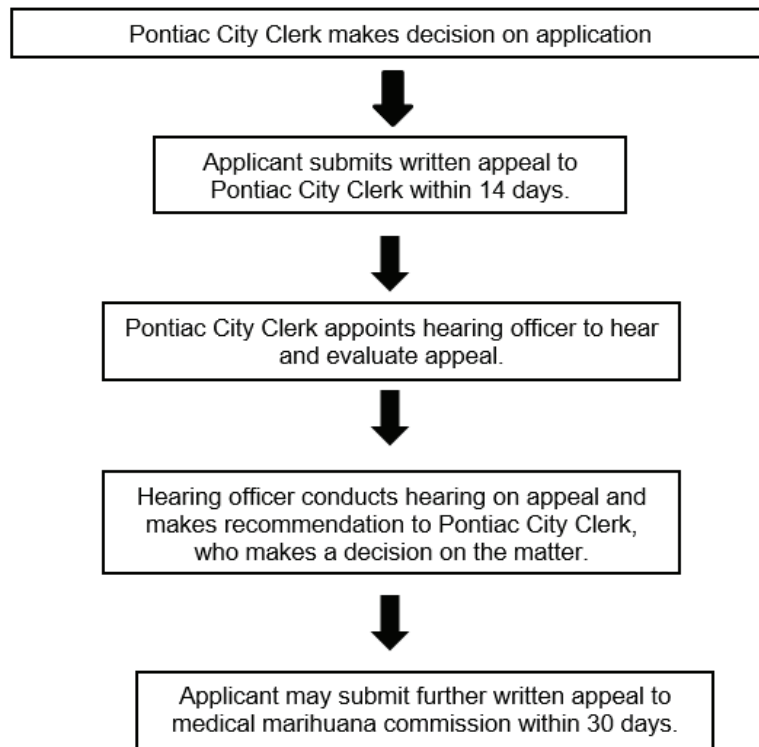 Pontiac City Clerk makes decision on application
Applicant submits written appeal to
Pontiac City Clerk within 14 days.
Pontiac City Clerk appoints hearing officer to hear
and evaluate appeal.
Hearing officer conducts hearing on appeal and
makes recommendation to Pontiac City Clerk,
who makes a decision on the matter.
Applicant may submit further written appeal to
medical marihuana commission within 30 days.